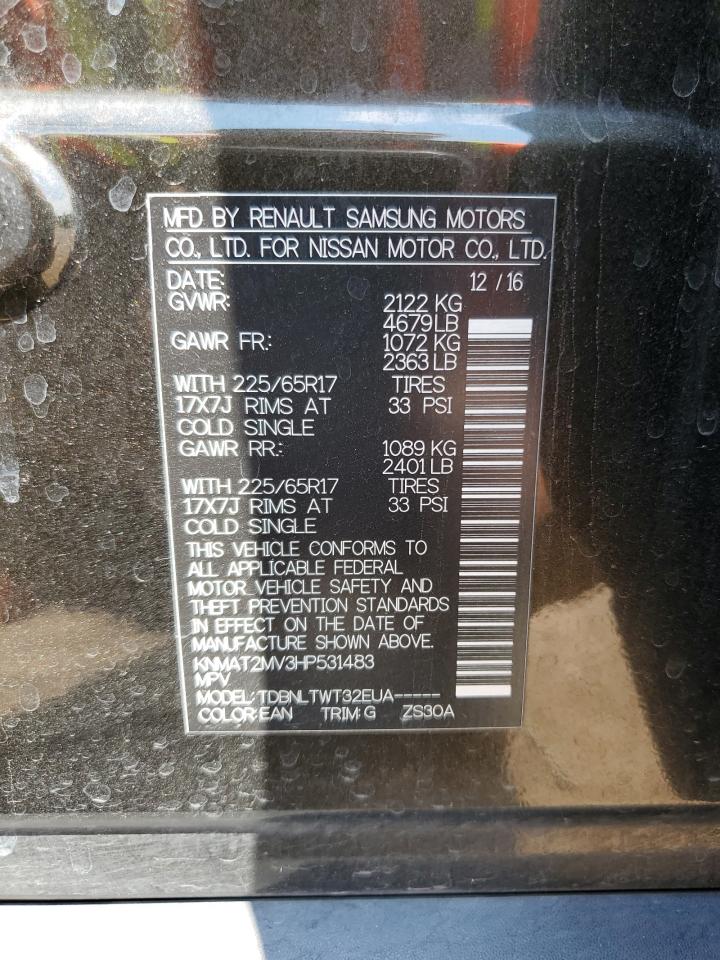 MFD BY RENAULT SAMSUNG MOTORS
CO., LTD. FOR NISSAN MOTOR CO., LTD.
DATE: 12 / 16
GVWR: 2122 KG
4679 LB
GAWR FR.: 1072 KG
2363 LB
WITH 225/65R17 TIRES
17X7J RIMS AT 33 PSI
COLD SINGLE
GAWR RR.: 1089 KG
2401 LB
WITH 225/65R17 TIRES
17X7J RIMS AT 33 PSI
COLD SINGLE
THIS VEHICLE CONFORMS TO
ALL APPLICABLE FEDERAL
MOTOR VEHICLE SAFETY AND
THEFT PREVENTION STANDARDS
IN EFFECT ON THE DATE OF
MANUFACTURE SHOWN ABOVE.
KNMAT2MV3HP531483
MPV
MODEL: TDBNLTWT32EUA-----
COLOR: EAN TRIM: G ZS30A